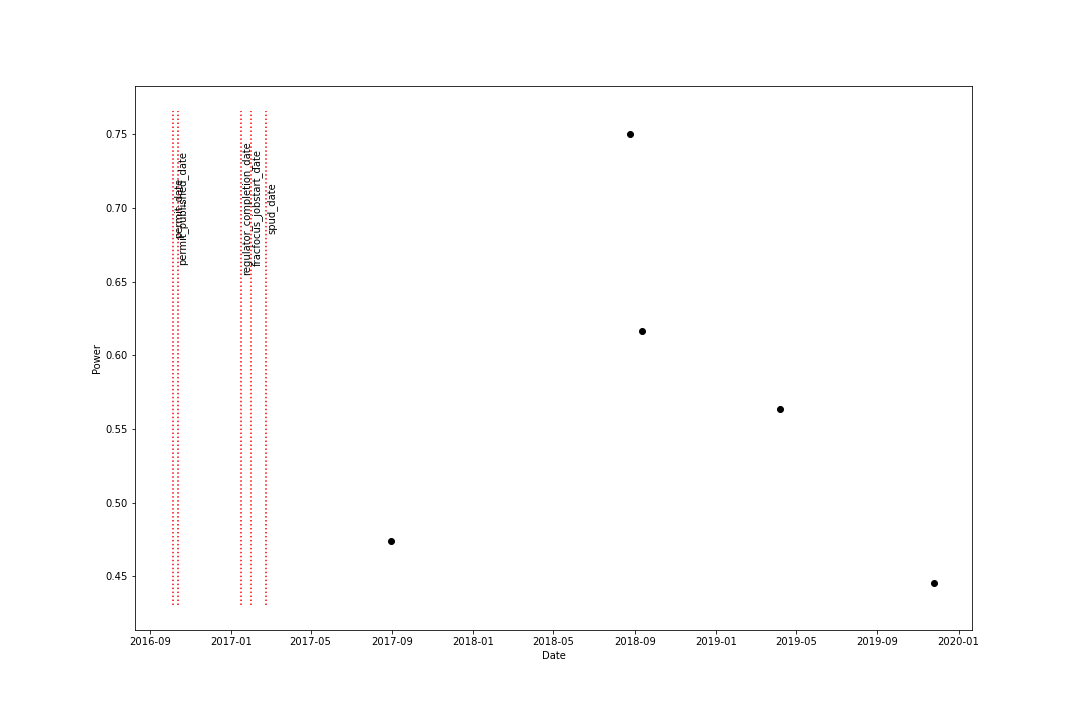 0.75
0.70
0.65
0.60
0.55
0.50
0.45
Power
permit_date
permit_published_date
regulator_completion_date
fracfocus_jobstart_date
spud_date
2016-09
2017-01
2017-05
2017-09
2018-01
2018-05
2018-09
2019-01
2019-05
2019-09
2020-01
Date